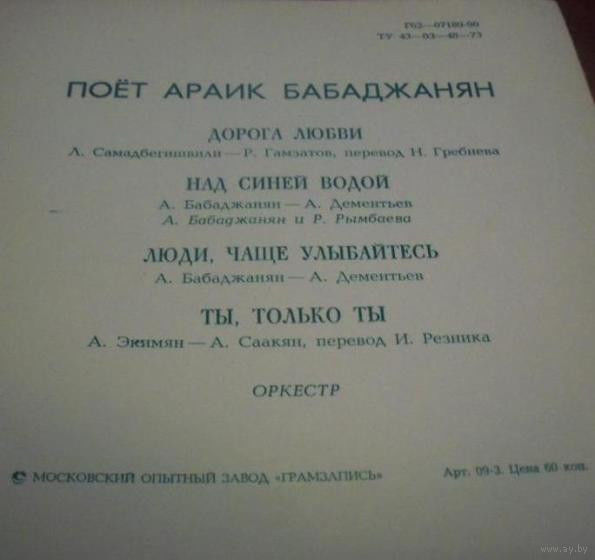 Г62—07189-90
ТУ 43—03—48—73
ПОЁТ АРАИК БАБАДЖАНЯН
ДОРОГА ЛЮБВИ
Л. Самадбегишвили — Р. Гамзатов, перевод Н. Гребнева
НАД СИНЕЙ ВОДОЙ
А. Бабаджанян — А. Дементьев
А. Бабаджанян и Р. Рымбаева
ЛЮДИ, ЧАЩЕ УЛЫБАЙТЕСЬ
А. Бабаджанян — А. Дементьев
ТЫ, ТОЛЬКО ТЫ
А. Экимян — А. Саакян, перевод И. Резника
ОРКЕСТР
МОСКОВСКИЙ ОПЫТНЫЙ ЗАВОД «ГРАМЗАПИСЬ»
Арт. 09-3. Цена 60 коп.
www.ay.by